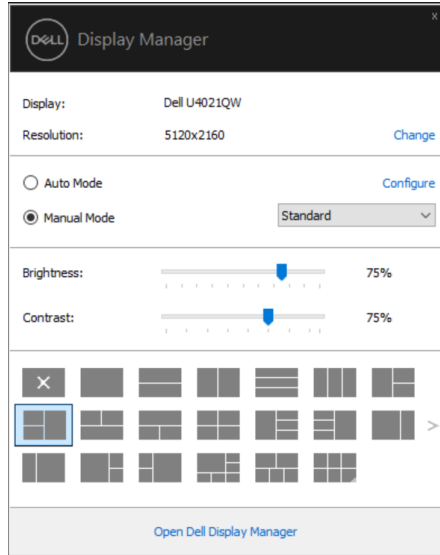 x
DELL Display Manager
Display: Dell U4021QW
Resolution: 5120x2160 Change
Auto Mode Configure
Manual Mode Standard
Brightness: 75%
Contrast: 75%
Open Dell Display Manager